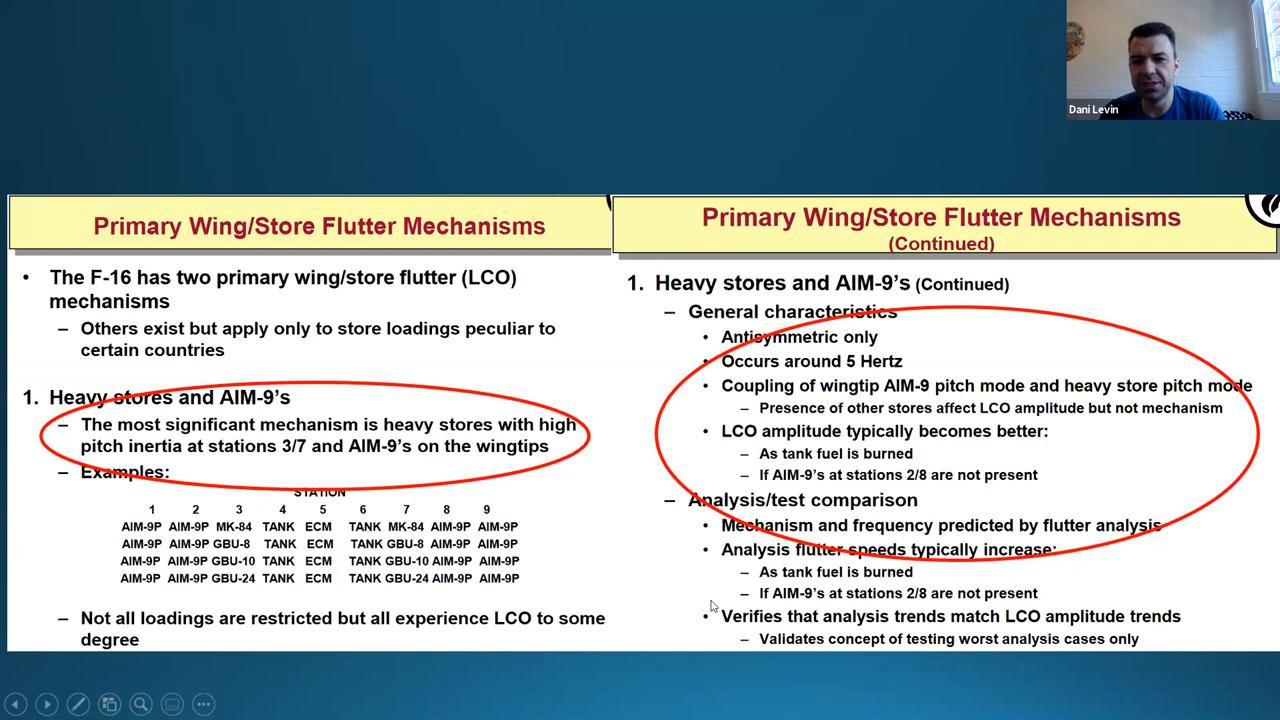 Dani Levin
Primary Wing/Store Flutter Mechanisms
• The F-16 has two primary wing/store flutter (LCO)
mechanisms
– Others exist but apply only to store loadings peculiar to
certain countries
1. Heavy stores and AIM-9's
– The most significant mechanism is heavy stores with high
pitch inertia at stations 3/7 and AIM-9's on the wingtips
– Examples:
STATION
1 2 3 4 5 6 7 8 9
AIM-9P AIM-9P MK-84 TANK ECM TANK MK-84 AIM-9P AIM-9P
AIM-9P AIM-9P GBU-8 TANK ECM TANK GBU-8 AIM-9P AIM-9P
AIM-9P AIM-9P GBU-10 TANK ECM TANK GBU-10 AIM-9P AIM-9P
AIM-9P AIM-9P GBU-24 TANK ECM TANK GBU-24 AIM-9P AIM-9P
– Not all loadings are restricted but all experience LCO to some
degree
Primary Wing/Store Flutter Mechanisms
(Continued)
1. Heavy stores and AIM-9's (Continued)
– General characteristics
• Antisymmetric only
• Occurs around 5 Hertz
• Coupling of wingtip AIM-9 pitch mode and heavy store pitch mode
– Presence of other stores affect LCO amplitude but not mechanism
• LCO amplitude typically becomes better:
– As tank fuel is burned
– If AIM-9's at stations 2/8 are not present
– Analysis/test comparison
• Mechanism and frequency predicted by flutter analysis
• Analysis flutter speeds typically increase:
– As tank fuel is burned
– If AIM-9's at stations 2/8 are not present
• Verifies that analysis trends match LCO amplitude trends
– Validates concept of testing worst analysis cases only